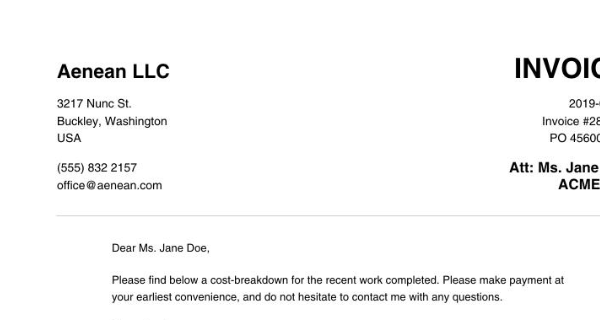 Aenean LLC
INVOIC
3217 Nunc St.
2019-
Buckley, Washington
Invoice #28
USA
PO 45600
(555) 832 2157
Att: Ms. Jane
office@aenean.com
ACME
Dear Ms. Jane Doe,
Please find below a cost-breakdown for the recent work completed. Please make payment at
your earliest convenience, and do not hesitate to contact me with any questions.